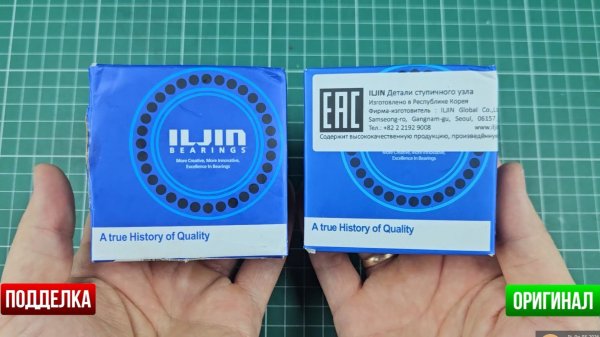 ILJIN
BEARINGS
More Creative, More Innovative,
Excellence In Bearings
A true History of Quality
ПОДДЕЛКА
EAC
ILJIN Детали ступичного узла
Изготовлено в Республике Корея
Фирма-изготовитель : ILJIN Global Co.,
Samseong-ro, Gangnam-gu, Seoul, 06157
Тел.: +82 2 2192 9008
Содержит высококачественную продукцию,
Excellence In Bearings
A true History of Quality
ОРИГИНАЛ